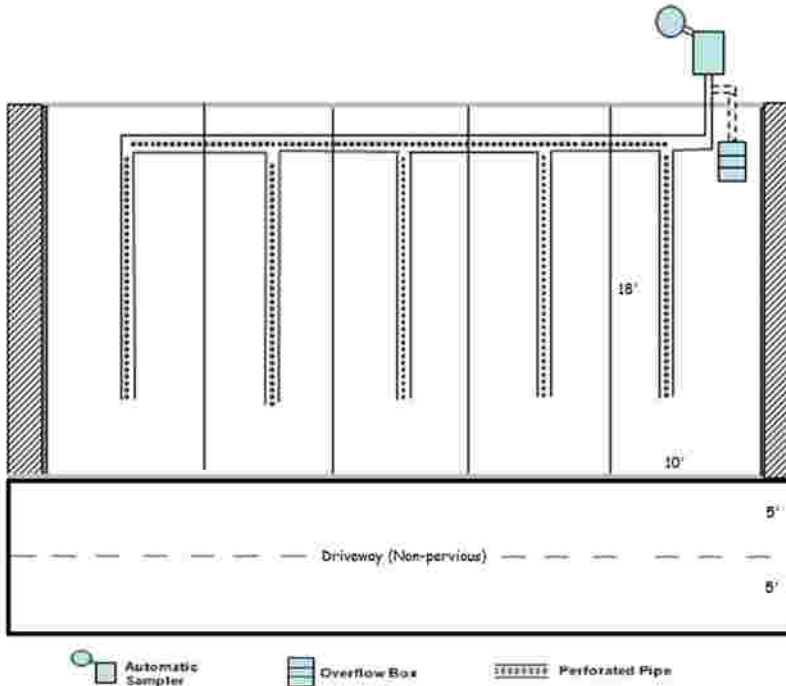 18'
10'
5'
Driveway (Non-pervious)
5'
Automatic
Sampler
Overflow Box
Perforated Pipe